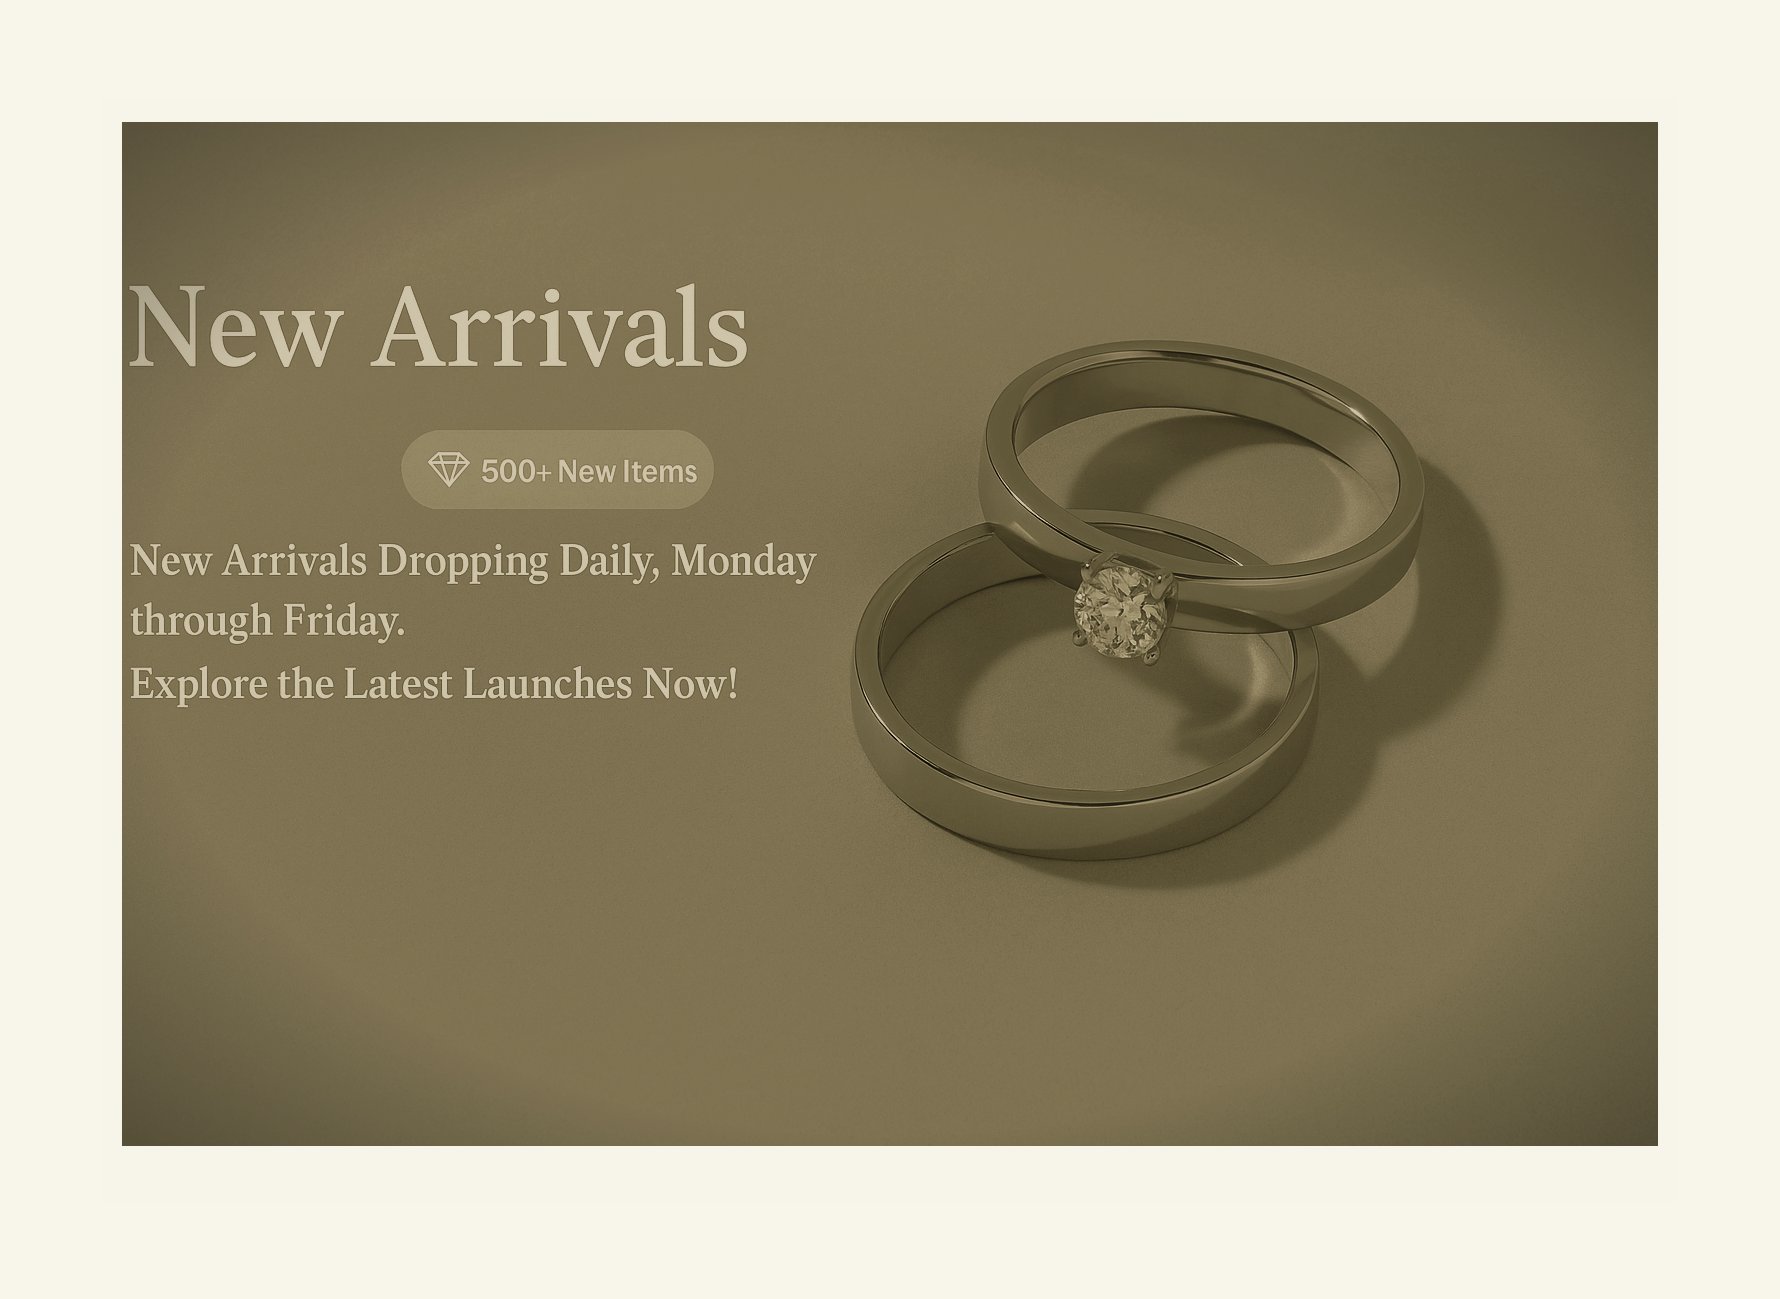 New Arrivals
500+ New Items
New Arrivals Dropping Daily, Monday
through Friday.
Explore the Latest Launches Now!